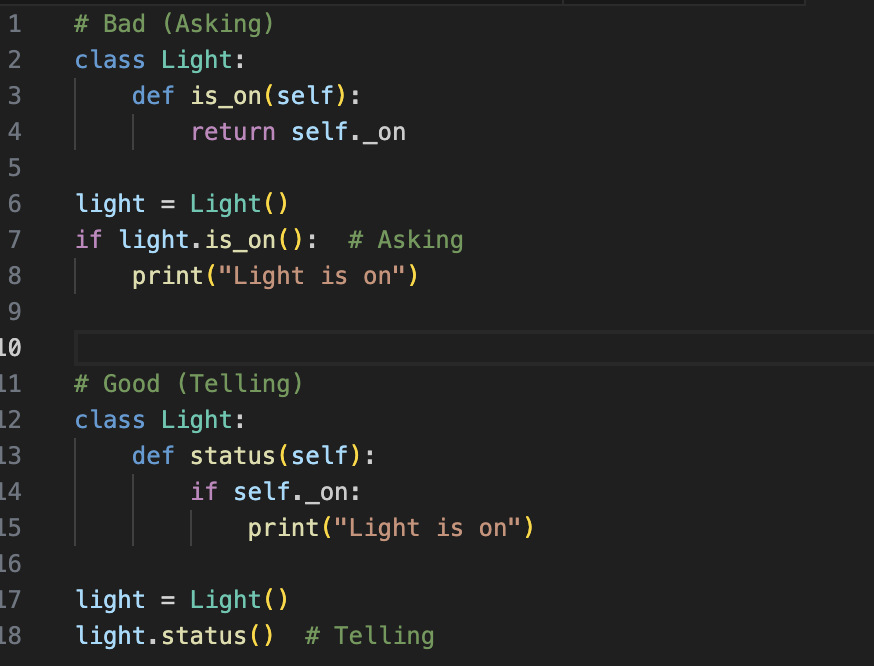 1 # Bad (Asking)
2 class Light:
3     def is_on(self):
4         return self._on
5
6 light = Light()
7 if light.is_on():  # Asking
8     print("Light is on")
9
10
11 # Good (Telling)
12 class Light:
13     def status(self):
14         if self._on:
15             print("Light is on")
16
17 light = Light()
18 light.status()  # Telling